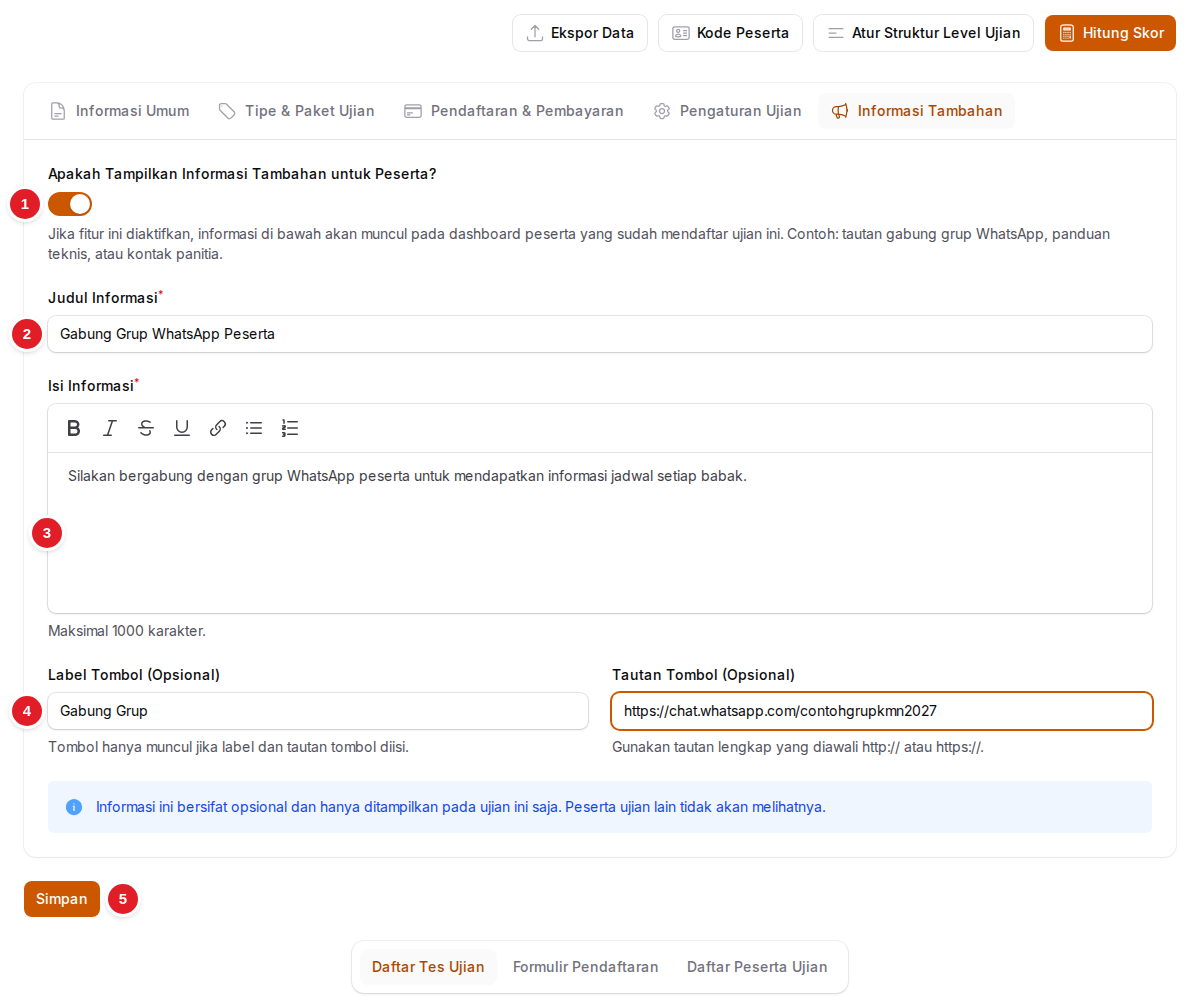 Ekspor Data
Kode Peserta
Atur Struktur Level Ujian
Hitung Skor
Informasi Umum
Tipe & Paket Ujian
Pendaftaran & Pembayaran
Pengaturan Ujian
Informasi Tambahan
Apakah Tampilkan Informasi Tambahan untuk Peserta?
1
Jika fitur ini diaktifkan, informasi di bawah akan muncul pada dashboard peserta yang sudah mendaftar ujian ini. Contoh: tautan gabung grup WhatsApp, panduan
teknis, atau kontak panitia.
Judul Informasi*
2
Gabung Grup WhatsApp Peserta
Isi Informasi*
B I S U
Silakan bergabung dengan grup WhatsApp peserta untuk mendapatkan informasi jadwal setiap babak.
3
Maksimal 1000 karakter.
Label Tombol (Opsional)
Tautan Tombol (Opsional)
4
Gabung Grup
https://chat.whatsapp.com/contohgrupkmn2027
Tombol hanya muncul jika label dan tautan tombol diisi.
Gunakan tautan lengkap yang diawali http:// atau https://.
Informasi ini bersifat opsional dan hanya ditampilkan pada ujian ini saja. Peserta ujian lain tidak akan melihatnya.
Simpan
5
Daftar Tes Ujian
Formulir Pendaftaran
Daftar Peserta Ujian